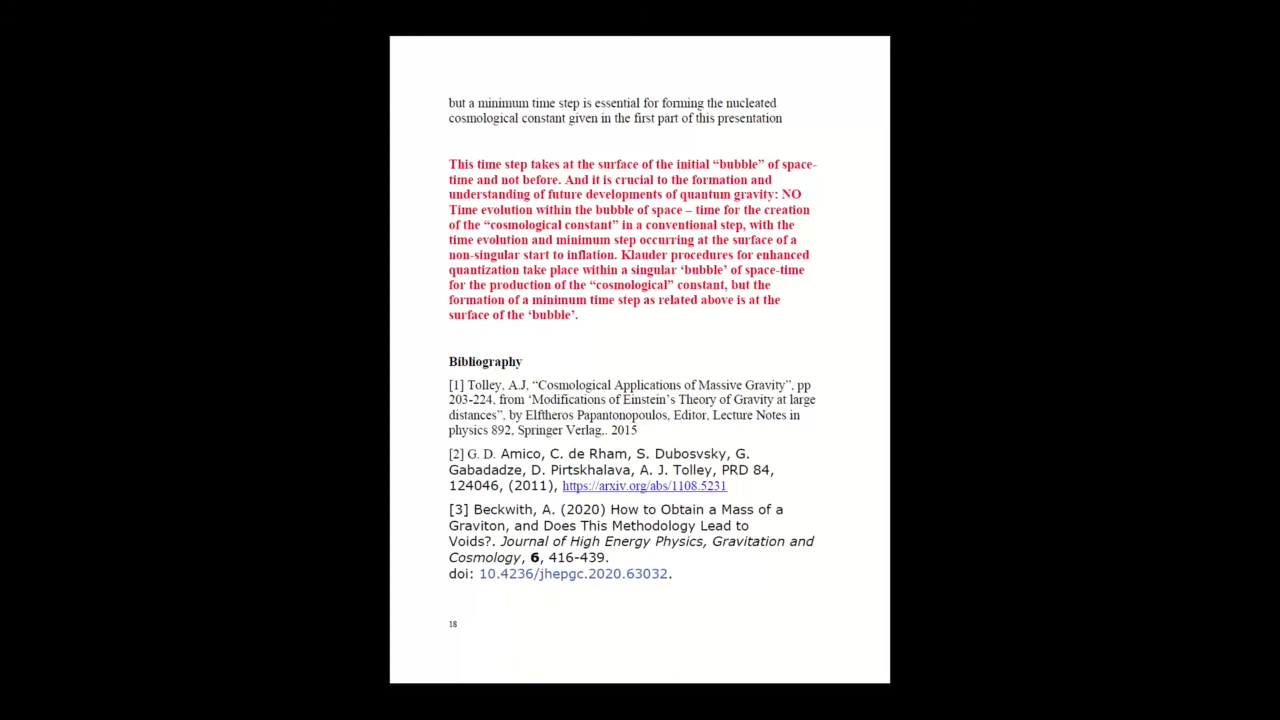 but a minimum time step is essential for forming the nucleated
cosmological constant given in the first part of this presentation
This time step takes at the surface of the initial “bubble” of space-
time and not before. And it is crucial to the formation and
understanding of future developments of quantum gravity: NO
Time evolution within the bubble of space – time for the creation
of the “cosmological constant” in a conventional step, with the
time evolution and minimum step occurring at the surface of a
non-singular start to inflation. Klauder procedures for enhanced
quantization take place within a singular ‘bubble’ of space-time
for the production of the “cosmological” constant, but the
formation of a minimum time step as related above is at the
surface of the ‘bubble’.
Bibliography
[1] Tolley, A.J, “Cosmological Applications of Massive Gravity”, pp
203-224, from ‘Modifications of Einstein’s Theory of Gravity at large
distances”, by Elftheros Papantonopoulos, Editor, Lecture Notes in
physics 892, Springer Verlag,. 2015
[2] G. D. Amico, C. de Rham, S. Dubosvsky, G.
Gabadadze, D. Pirtskhalava, A. J. Tolley, PRD 84,
124046, (2011), https://arxiv.org/abs/1108.5231
[3] Beckwith, A. (2020) How to Obtain a Mass of a
Graviton, and Does This Methodology Lead to
Voids?. Journal of High Energy Physics, Gravitation and
Cosmology, 6, 416-439.
doi: 10.4236/jhepgc.2020.63032.
18